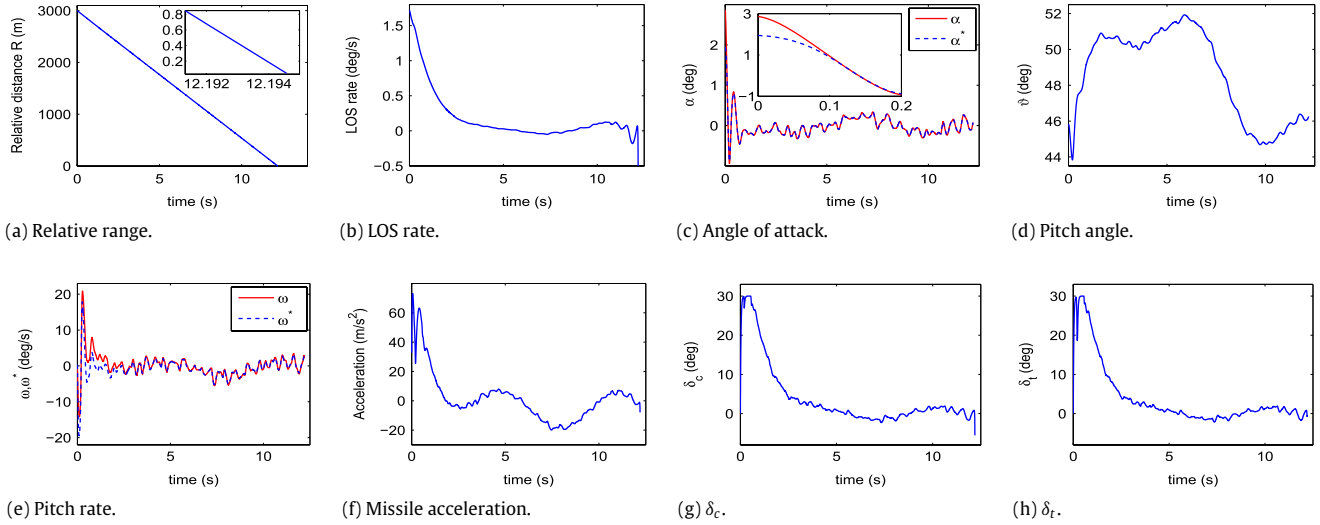 3000
2000
1000
0
Relative distance R (m)
0.8
0.6
0.4
0.2
12.192 12.194
0 5 10
time (s)
(a) Relative range.
1.5
1
0.5
0
−0.5
LOS rate (deg/s)
0 5 10
time (s)
(b) LOS rate.
2
1
0
α (deg)
3
1
−1
0 0.1 0.2
α
α*
0 5 10
time (s)
(c) Angle of attack.
52
50
48
46
44
ϑ (deg)
0 5 10
time (s)
(d) Pitch angle.
20
10
0
−10
−20
ω,ω* (deg/s)
ω
ω*
0 5 10
time (s)
(e) Pitch rate.
60
40
20
0
−20
Acceleration (m/s²)
0 5 10
time (s)
(f) Missile acceleration.
30
20
10
0
δc (deg)
0 5 10
time (s)
(g) δc.
30
20
10
0
δt (deg)
0 5 10
time (s)
(h) δt.